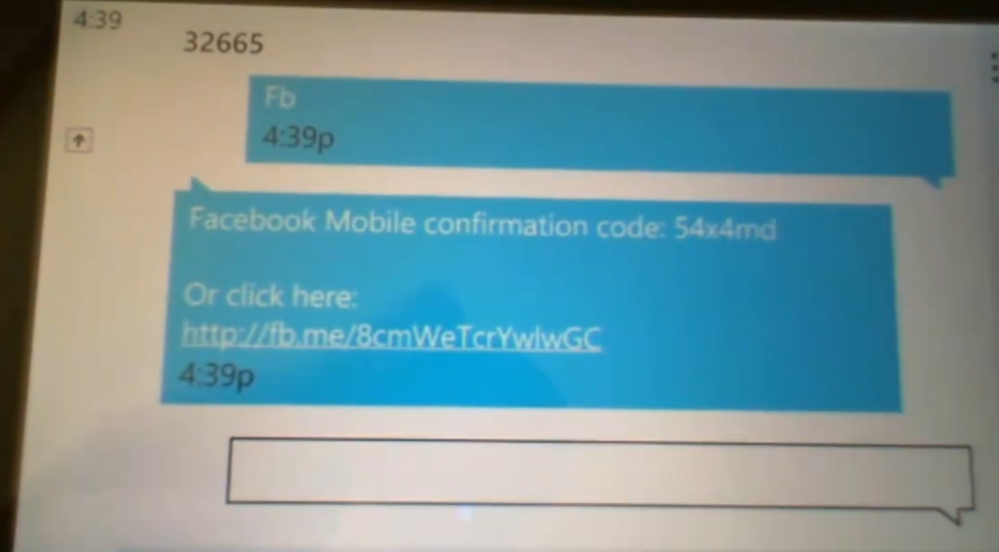 4:39
32665
Fb
4:39p
Facebook Mobile confirmation code: 54x4md
Or click here:
http://fb.me/8cmWeTcrYwIwGC
4:39p